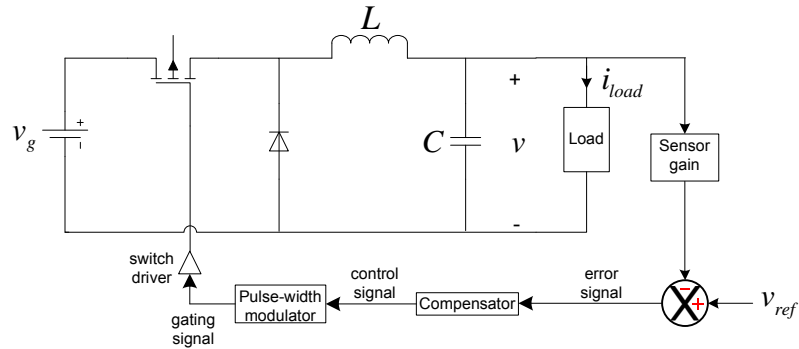 L
+
i_load
v_g
+
-
C
v
Load
Sensor
gain
-
switch
driver
Pulse-width
modulator
control
signal
Compensator
error
signal
-
+
v_ref
gating
signal